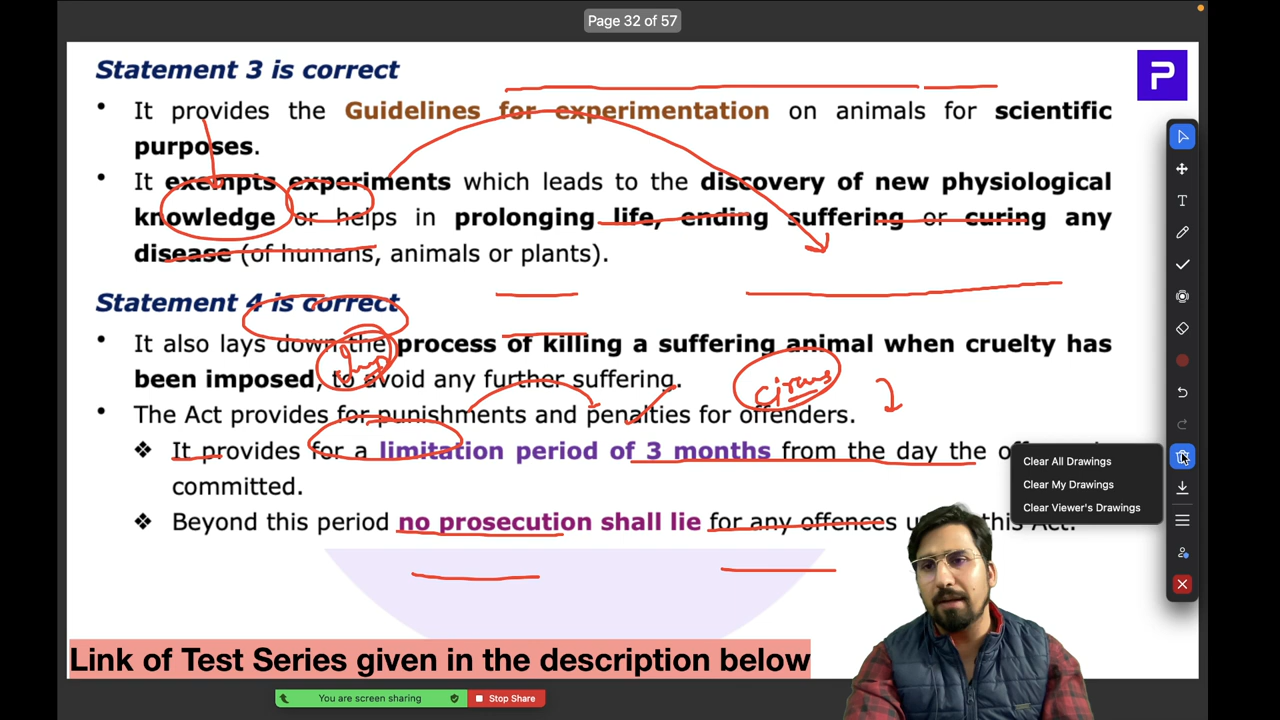 Page 32 of 57
Statement 3 is correct
P
• It provides the Guidelines for experimentation on animals for scientific
purposes.
• It exempts experiments which leads to the discovery of new physiological
knowledge or helps in prolonging life, ending suffering or curing any
disease (of humans, animals or plants).
Statement 4 is correct
• It also lays down the process of killing a suffering animal when cruelty has
been imposed, to avoid any further suffering.
Circus
• The Act provides for punishments and penalties for offenders.
❖ It provides for a limitation period of 3 months from the day the
committed.
❖ Beyond this period no prosecution shall lie for any offences this Act.
T
Clear All Drawings
Clear My Drawings
Clear Viewer's Drawings
Link of Test Series given in the description below
You are screen sharing
Stop Share